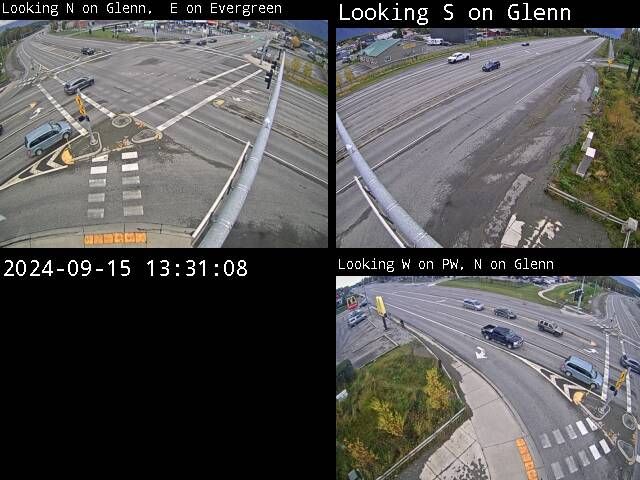 Looking N on Glenn,  E on Evergreen
Looking S on Glenn
2024-09-15 13:31:08
Looking W on PW, N on Glenn